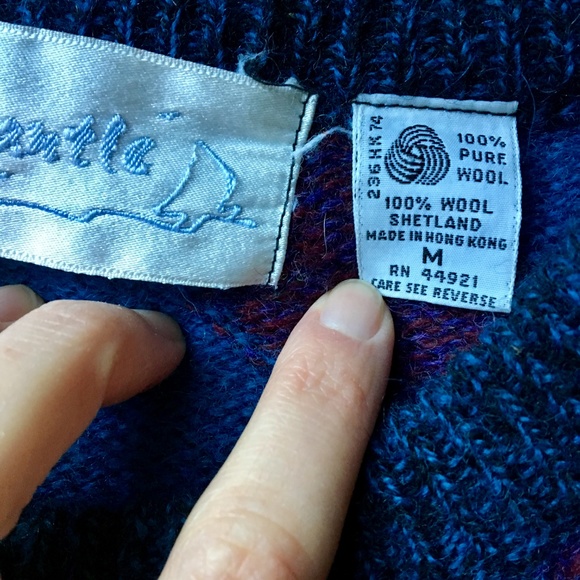 236 HK 74
100%
PURE
WOOL
100% WOOL
SHETLAND
MADE IN HONG KONG
M
RN 44921
CARE SEE REVERSE